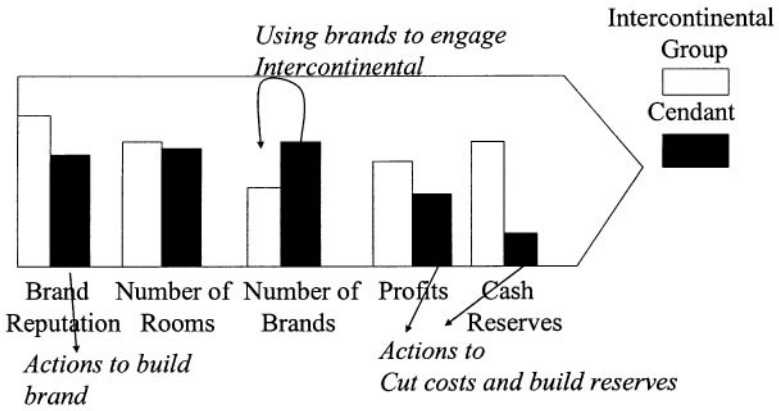 Using brands to engage
Intercontinental
Intercontinental
Group
Cendant
Brand
Reputation
Number of
Rooms
Number of
Brands
Profits
Cash
Reserves
Actions to build
brand
Actions to
Cut costs and build reserves